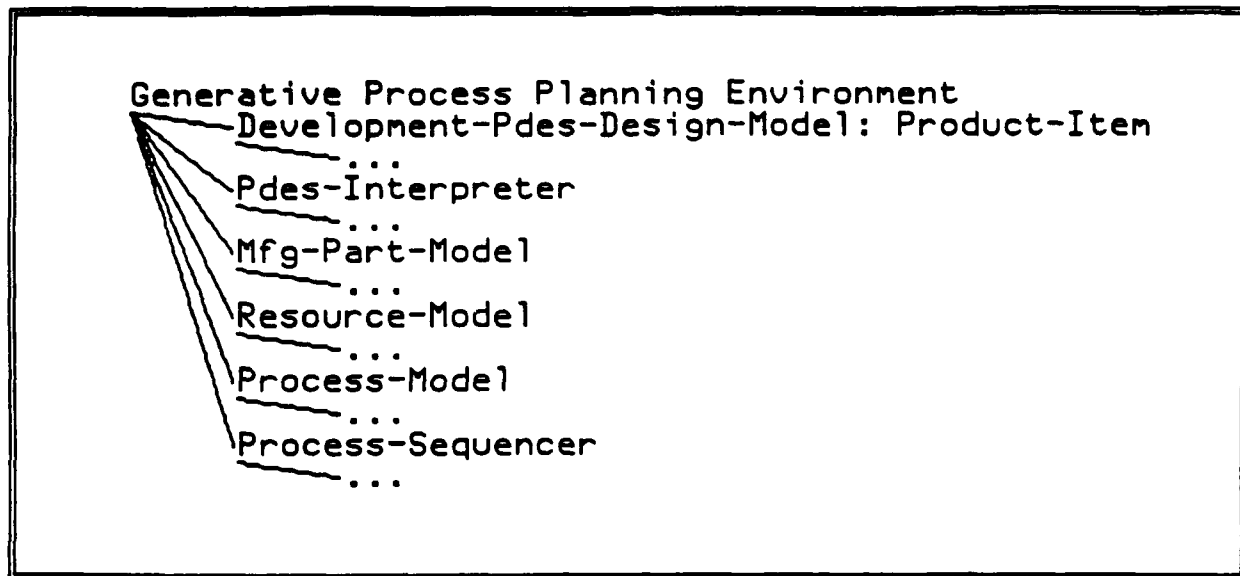 Generative Process Planning Environment
Development-Pdes-Design-Model: Product-Item
...
Pdes-Interpreter
...
Mfg-Part-Model
...
Resource-Model
...
Process-Model
...
Process-Sequencer
...